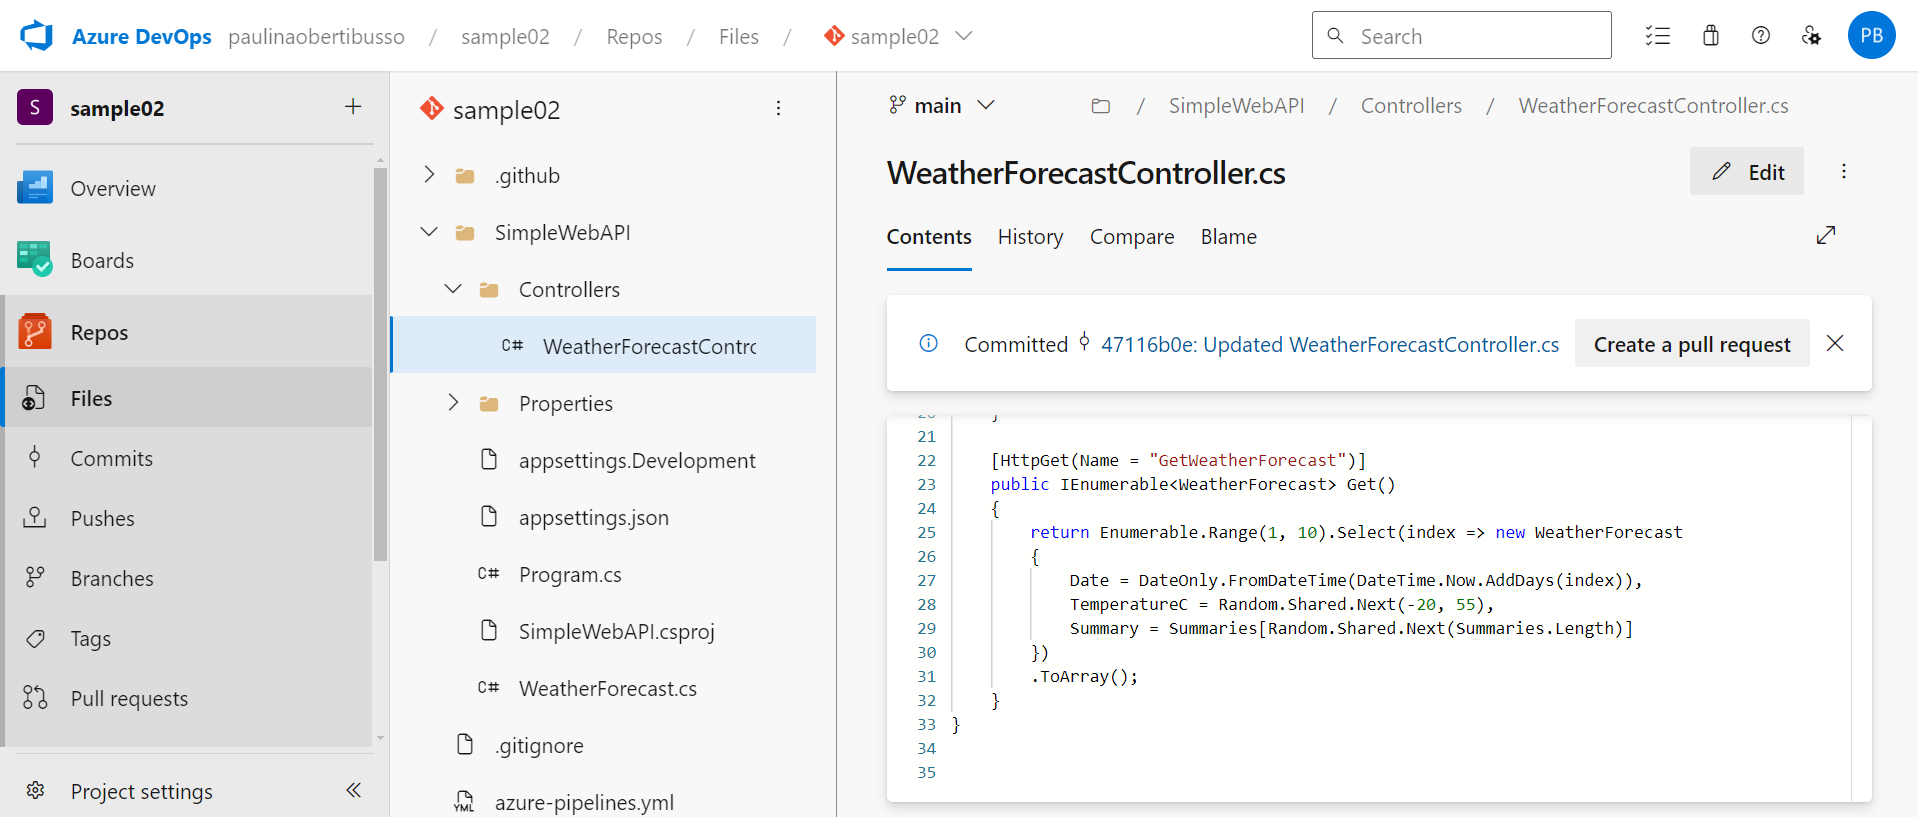 Azure DevOps paulinaobertibusso / sample02 / Repos / Files / sample02
Search
PB
S sample02
Overview
Boards
Repos
Files
Commits
Pushes
Branches
Tags
Pull requests
Project settings
sample02
.github
SimpleWebAPI
Controllers
C# WeatherForecastContrc
Properties
appsettings.Development
appsettings.json
C# Program.cs
SimpleWebAPI.csproj
C# WeatherForecast.cs
.gitignore
YML azure-pipelines.yml
main / SimpleWebAPI / Controllers / WeatherForecastController.cs
WeatherForecastController.cs
Edit
Contents History Compare Blame
Committed 47116b0e: Updated WeatherForecastController.cs Create a pull request
20 }
21
22 [HttpGet(Name = "GetWeatherForecast")]
23 public IEnumerable<WeatherForecast> Get()
24 {
25 return Enumerable.Range(1, 10).Select(index => new WeatherForecast
26 {
27 Date = DateOnly.FromDateTime(DateTime.Now.AddDays(index)),
28 TemperatureC = Random.Shared.Next(-20, 55),
29 Summary = Summaries[Random.Shared.Next(Summaries.Length)]
30 })
31 .ToArray();
32 }
33 }
34
35